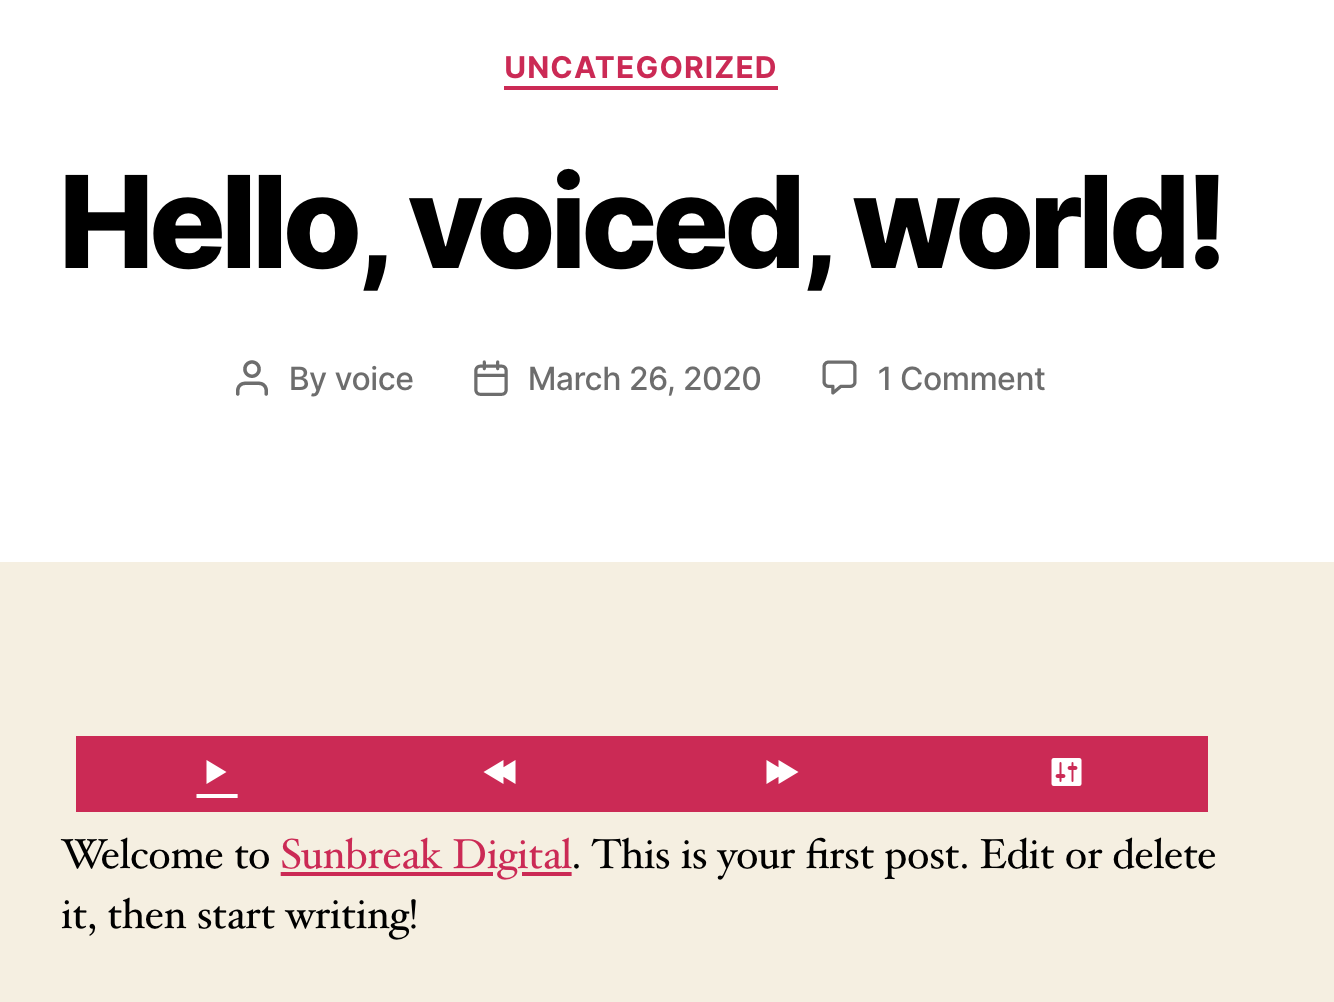 UNCATEGORIZED
Hello, voiced, world!
By voice March 26, 2020 1 Comment
Welcome to Sunbreak Digital. This is your first post. Edit or delete
it, then start writing!